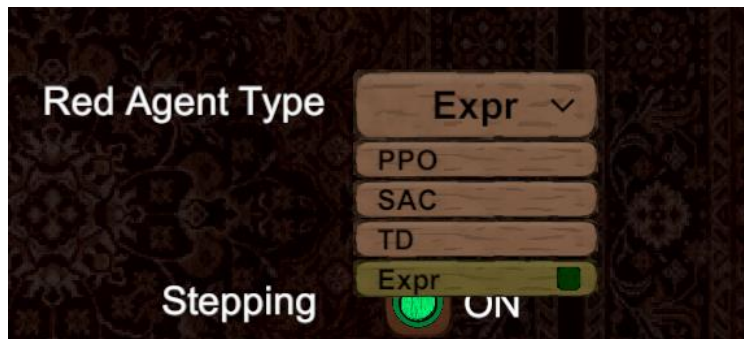 Red Agent Type Expr
PPO
SAC
TD
Expr
Stepping ON